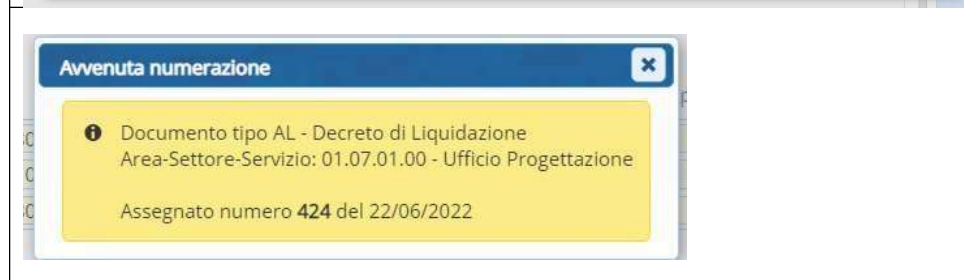 Avvenuta numerazione
Documento tipo AL - Decreto di Liquidazione
Area-Settore-Servizio: 01.07.01.00 - Ufficio Progettazione
Assegnato numero 424 del 22/06/2022